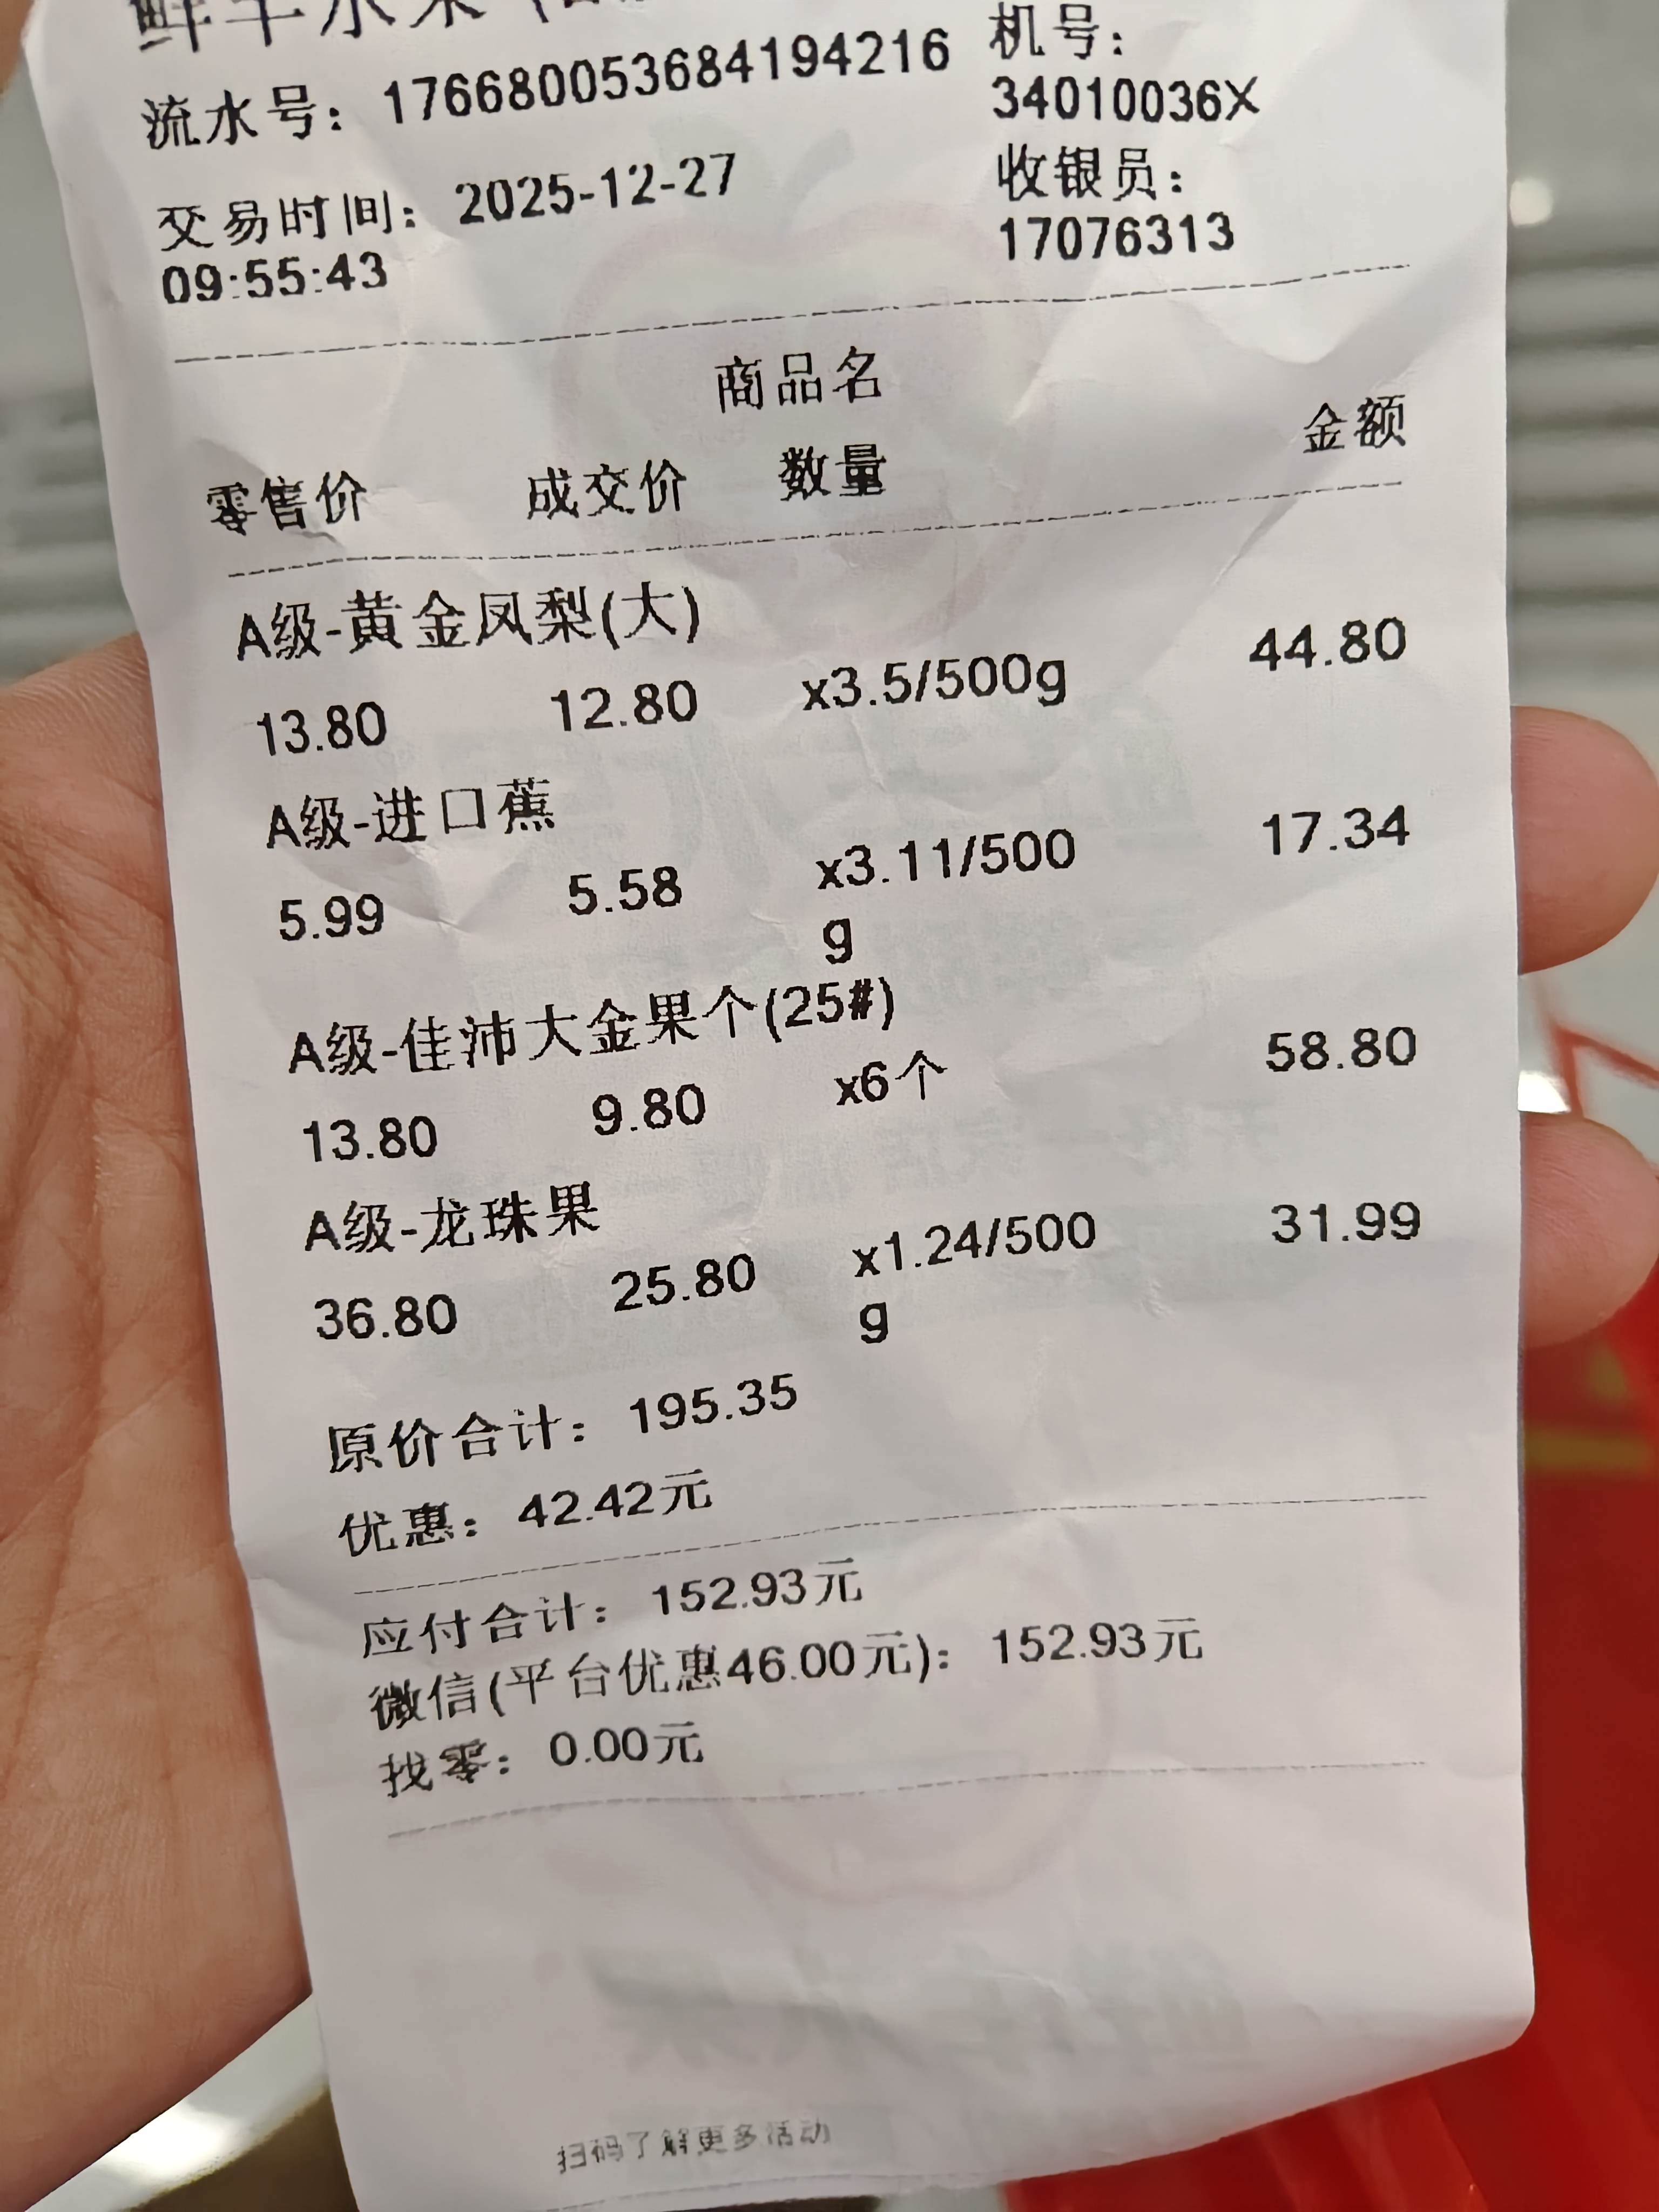 流水号：176680053684194216
机号：
34010036X
交易时间：2025-12-27
09:55:43
收银员：
17076313
商品名
零售价 成交价 数量 金额
A级-黄金凤梨(大)
13.80 12.80 x3.5/500g 44.80
A级-进口蕉
5.99 5.58 x3.11/500 17.34
g
A级-佳沛大金果个(25#)
13.80 9.80 x6个 58.80
A级-龙珠果
36.80 25.80 x1.24/500 31.99
g
原价合计：195.35
优惠：42.42元
应付合计：152.93元
微信(平台优惠46.00元)：152.93元
找零：0.00元
扫码了解更多活动